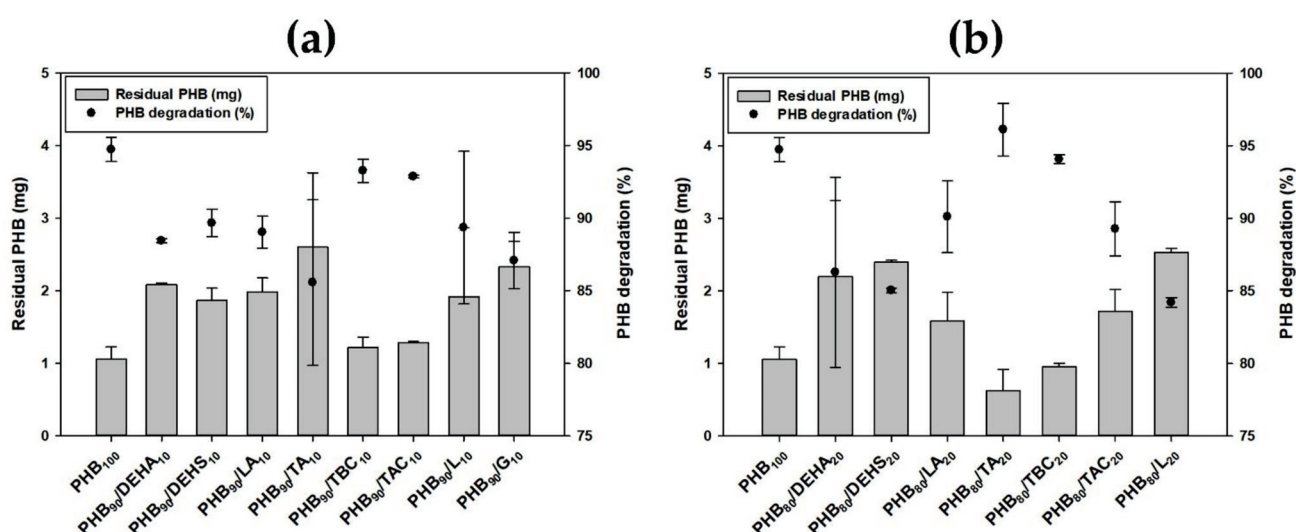 (a)
Residual PHB (mg)
5
4
3
2
1
0
Residual PHB (mg)
PHB degradation (%)
100
95
90
85
80
75
PHB degradation (%)
PHB₁₀₀
PHB₉₀/DEHA₁₀
PHB₉₀/DEHS₁₀
PHB₉₀/LA₁₀
PHB₉₀/TA₁₀
PHB₉₀/TBC₁₀
PHB₉₀/TAC₁₀
PHB₉₀/L₁₀
PHB₉₀/G₁₀
(b)
Residual PHB (mg)
5
4
3
2
1
0
Residual PHB (mg)
PHB degradation (%)
100
95
90
85
80
75
PHB degradation (%)
PHB₁₀₀
PHB₈₀/DEHA₂₀
PHB₈₀/DEHS₂₀
PHB₈₀/LA₂₀
PHB₈₀/TA₂₀
PHB₈₀/TBC₂₀
PHB₈₀/TAC₂₀
PHB₈₀/L₂₀